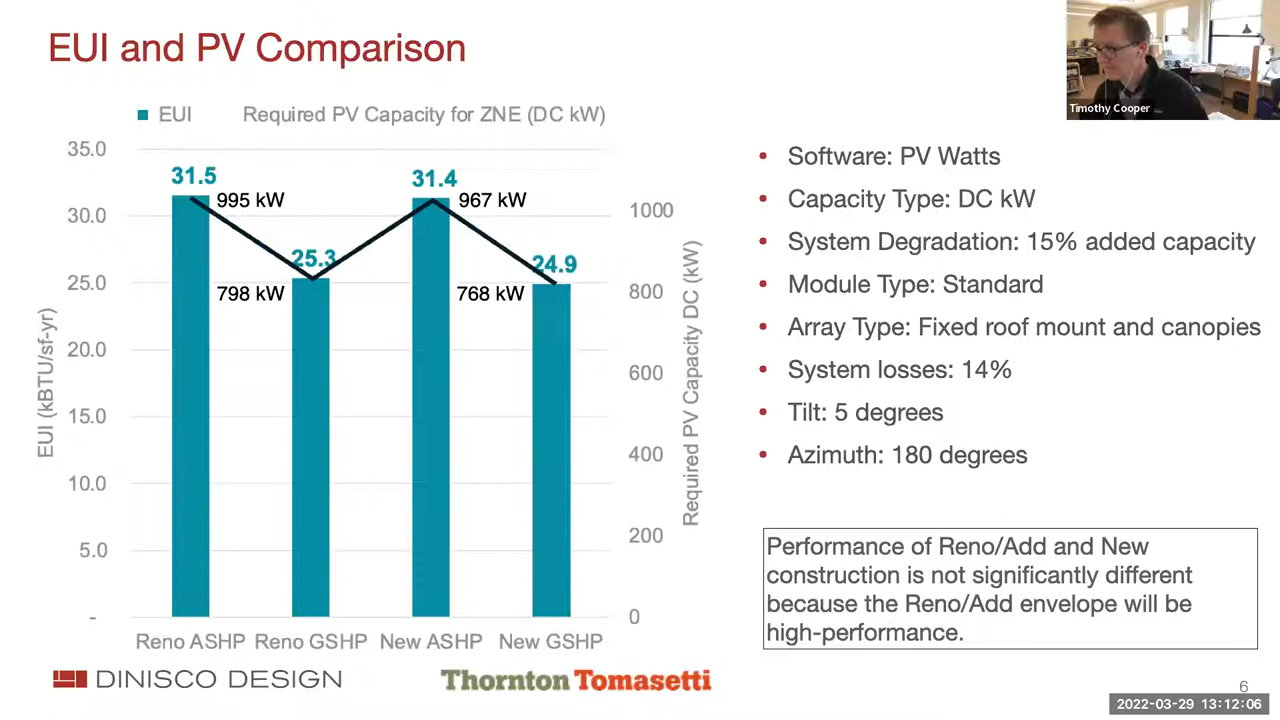 EUI and PV Comparison
Timothy Cooper
EUI
Required PV Capacity for ZNE (DC kW)
35.0
30.0
25.0
20.0
15.0
10.0
5.0
-
EUI (kBTU/sf-yr)
31.5
995 kW
25.3
798 kW
31.4
967 kW
24.9
768 kW
1000
800
600
400
200
0
Required PV Capacity DC (kW)
Reno ASHP
Reno GSHP
New ASHP
New GSHP
• Software: PV Watts
• Capacity Type: DC kW
• System Degradation: 15% added capacity
• Module Type: Standard
• Array Type: Fixed roof mount and canopies
• System losses: 14%
• Tilt: 5 degrees
• Azimuth: 180 degrees
Performance of Reno/Add and New
construction is not significantly different
because the Reno/Add envelope will be
high-performance.
DINISCO DESIGN
Thornton Tomasetti
6
2022-03-29 13:12:06